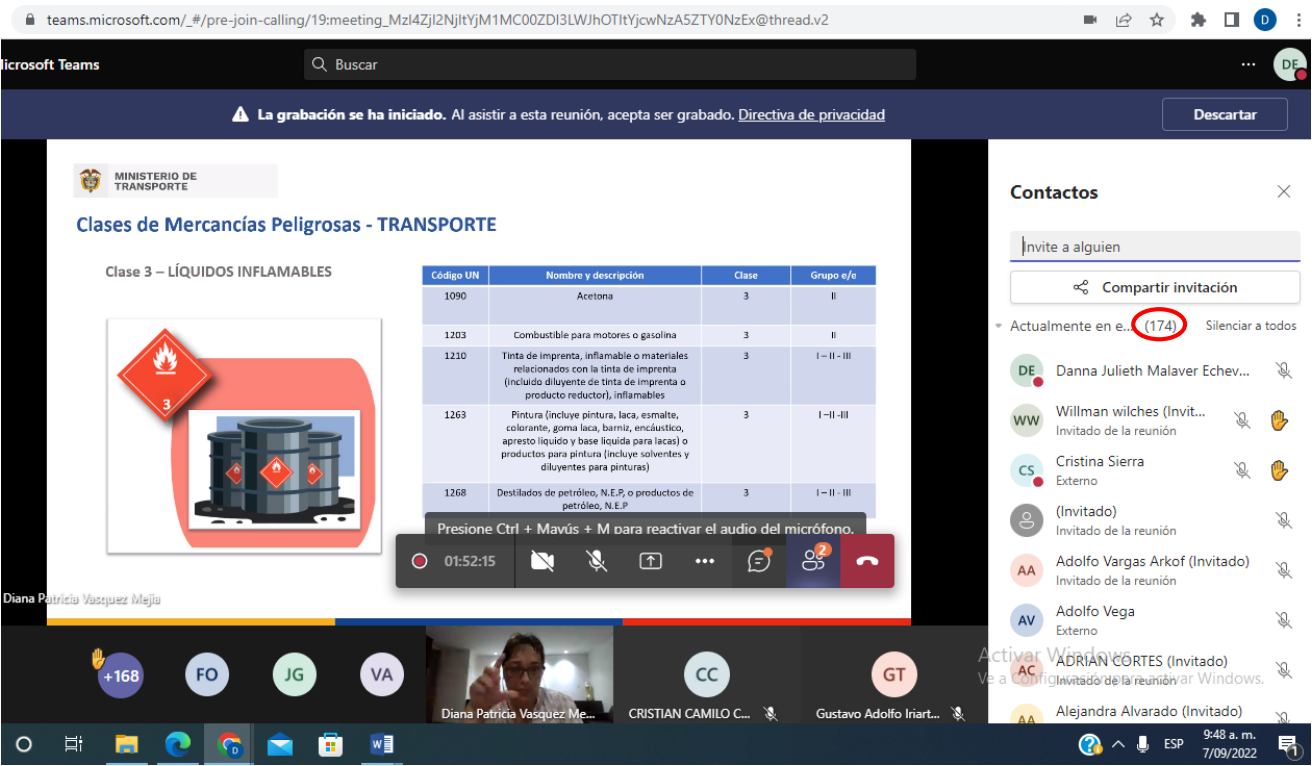 teams.microsoft.com/_#/pre-join-calling/19:meeting_MzI4ZjI2NjItYjM1MC00ZDI3LWJhOTItYjcwNzA5ZTY0NzEx@thread.v2
D
licrosoft Teams
Buscar
DE
La grabación se ha iniciado. Al asistir a esta reunión, acepta ser grabado. Directiva de privacidad
Descartar
MINISTERIO DE
TRANSPORTE
Clases de Mercancías Peligrosas - TRANSPORTE
Clase 3 – LÍQUIDOS INFLAMABLES
3
Código UN Nombre y descripción Clase Grupo e/e
1090 Acetona 3 II
1203 Combustible para motores o gasolina 3 II
1210 Tinta de imprenta, inflamable o materiales 3 I – II - III
relacionados con la tinta de imprenta
(incluido diluyente de tinta de imprenta o
producto reductor), inflamables
1263 Pintura (incluye pintura, laca, esmalte, 3 I –II -III
colorante, goma laca, barniz, encáustico,
apresto liquido y base liquida para lacas) o
productos para pintura (incluye solventes y
diluyentes para pinturas)
1268 Destilados de petróleo, N.E.P, o productos de 3 I – II - III
petróleo, N.E.P
Presione Ctrl + Mayús + M para reactivar el audio del micrófono.
01:52:15
2
Diana Patricia Vasquez Mejia
+168
FO
JG
VA
Diana Patricia Vasquez Me...
CC
CRISTIAN CAMILO C...
GT
Gustavo Adolfo Iriart...
Contactos
Invite a alguien
Compartir invitación
Actualmente en e... (174) Silenciar a todos
DE Danna Julieth Malaver Echev...
WW Willman wilches (Invit...
Invitado de la reunión
CS Cristina Sierra
Externo
(Invitado)
Invitado de la reunión
AA Adolfo Vargas Arkof (Invitado)
Invitado de la reunión
AV Adolfo Vega
Externo
Activar Windows
AC ADRIAN CORTES (Invitado)
Invitado de la reunión
Ve a Configuración para activar Windows.
AA Alejandra Alvarado (Invitado)
ESP
9:48 a. m.
7/09/2022
1